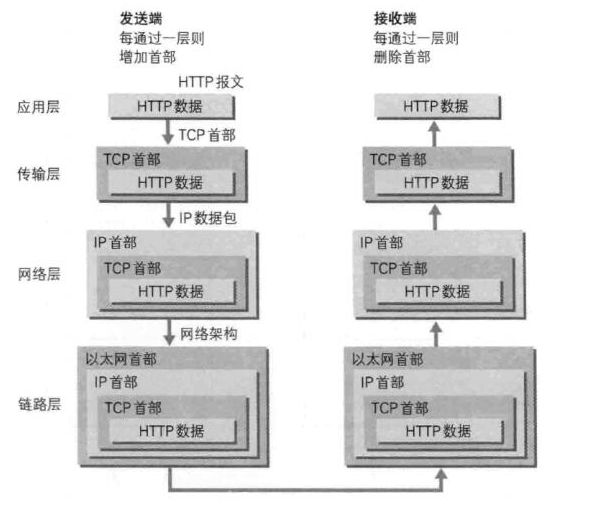 发送端
每通过一层则
增加首部
接收端
每通过一层则
删除首部
HTTP 报文
应用层
HTTP 数据
HTTP 数据
TCP 首部
传输层
TCP 首部
HTTP 数据
TCP 首部
HTTP 数据
IP 数据包
网络层
IP 首部
TCP 首部
HTTP 数据
IP 首部
TCP 首部
HTTP 数据
网络架构
链路层
以太网首部
IP 首部
TCP 首部
HTTP 数据
以太网首部
IP 首部
TCP 首部
HTTP 数据